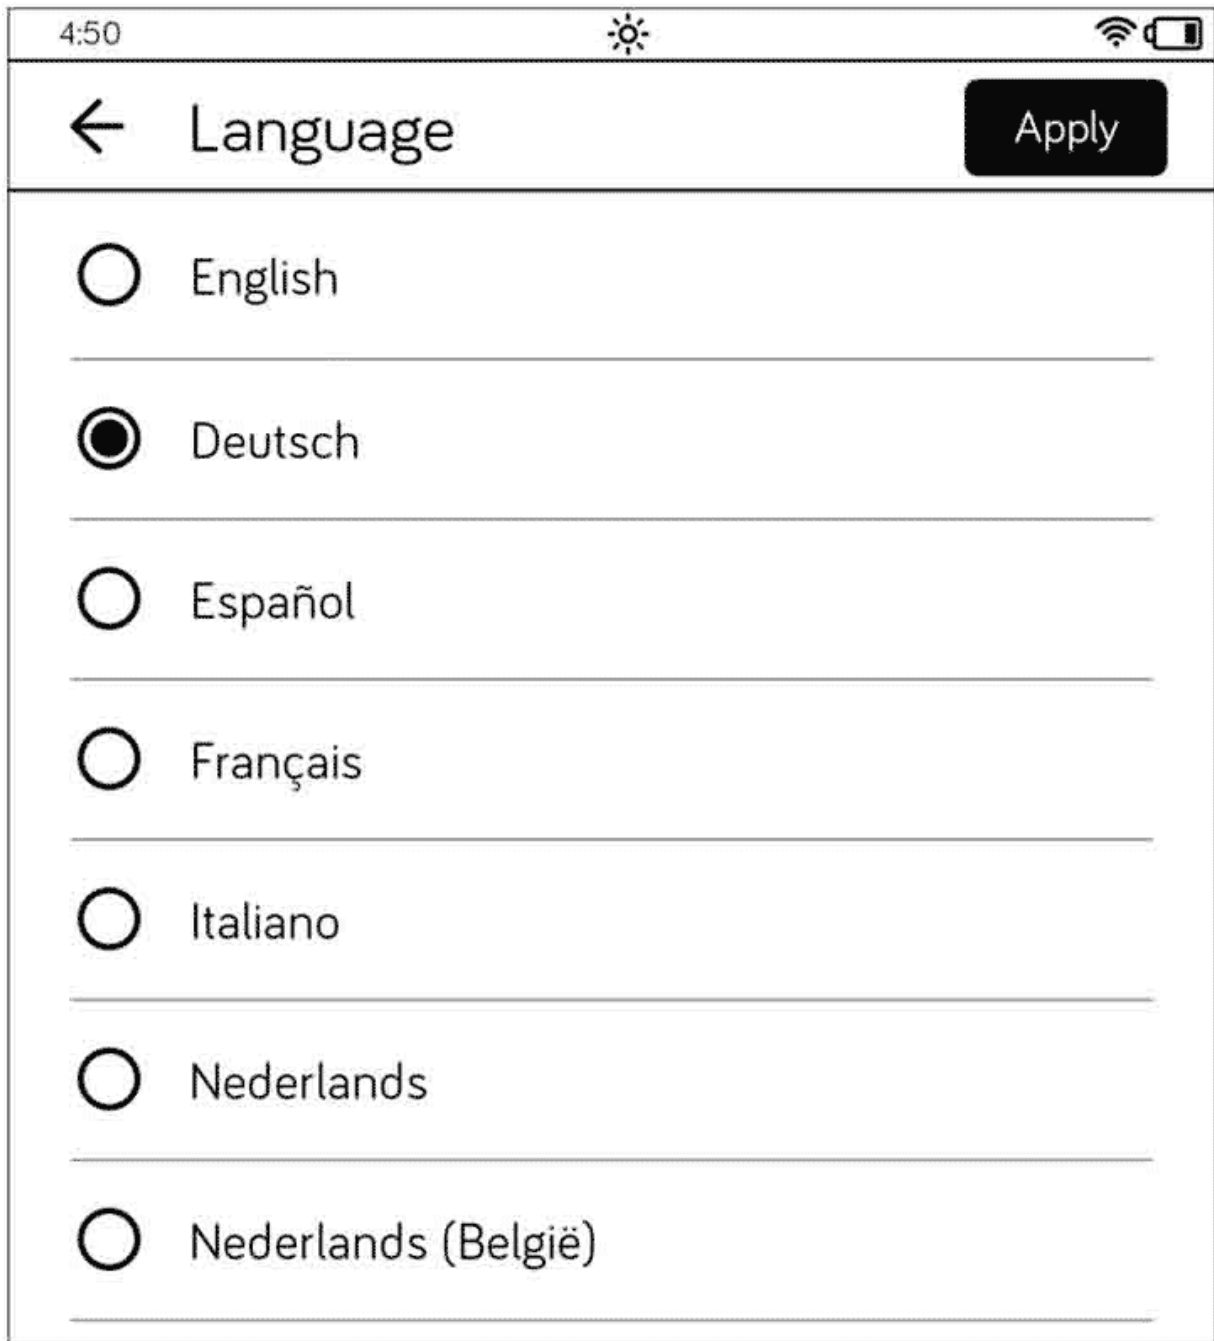 4:50
Language
Apply
English
Deutsch
Español
Français
Italiano
Nederlands
Nederlands (België)